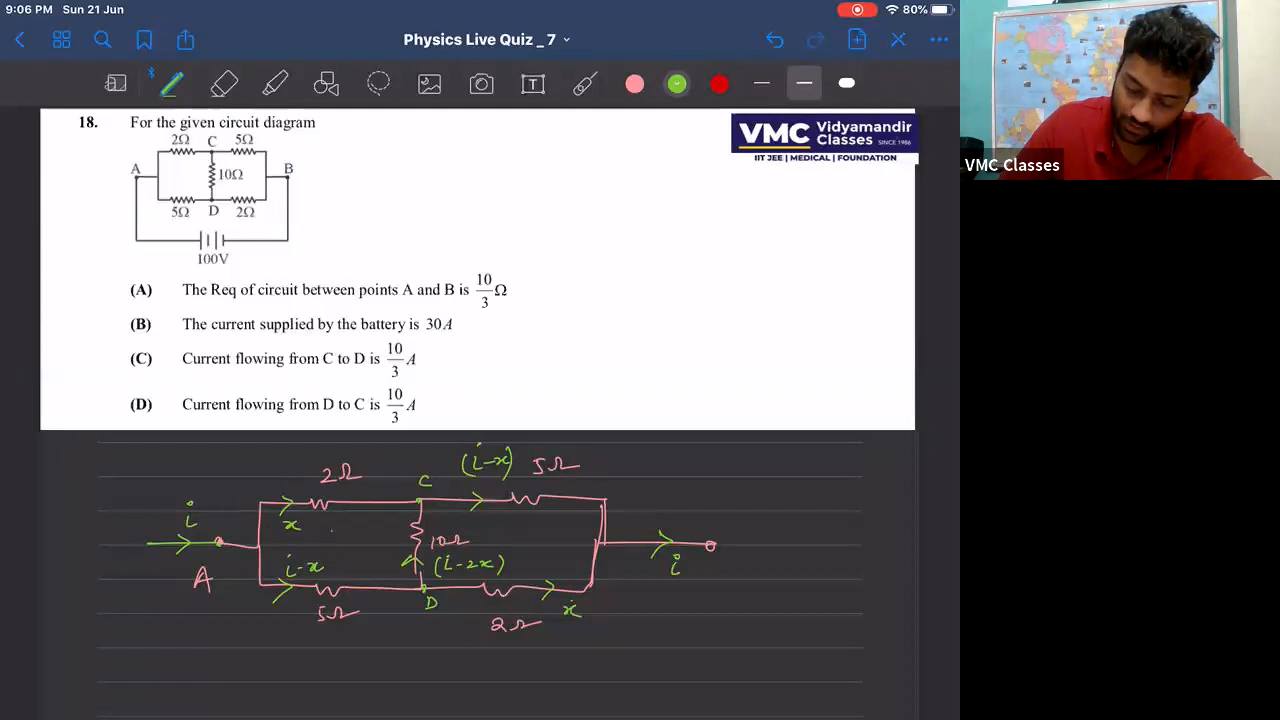 9:06 PM Sun 21 Jun
80%
Physics Live Quiz _ 7
T
18. For the given circuit diagram
2Ω C 5Ω
A 10Ω B
5Ω D 2Ω
100V
VMC Vidyamandir Classes SINCE 1986
IIT JEE | MEDICAL | FOUNDATION
VMC Classes
(A) The Req of circuit between points A and B is 10/3 Ω
(B) The current supplied by the battery is 30A
(C) Current flowing from C to D is 10/3 A
(D) Current flowing from D to C is 10/3 A
2Ω C (i-x) 5Ω
i x 10Ω
A i-x (i-2x) i
5Ω D 2Ω x